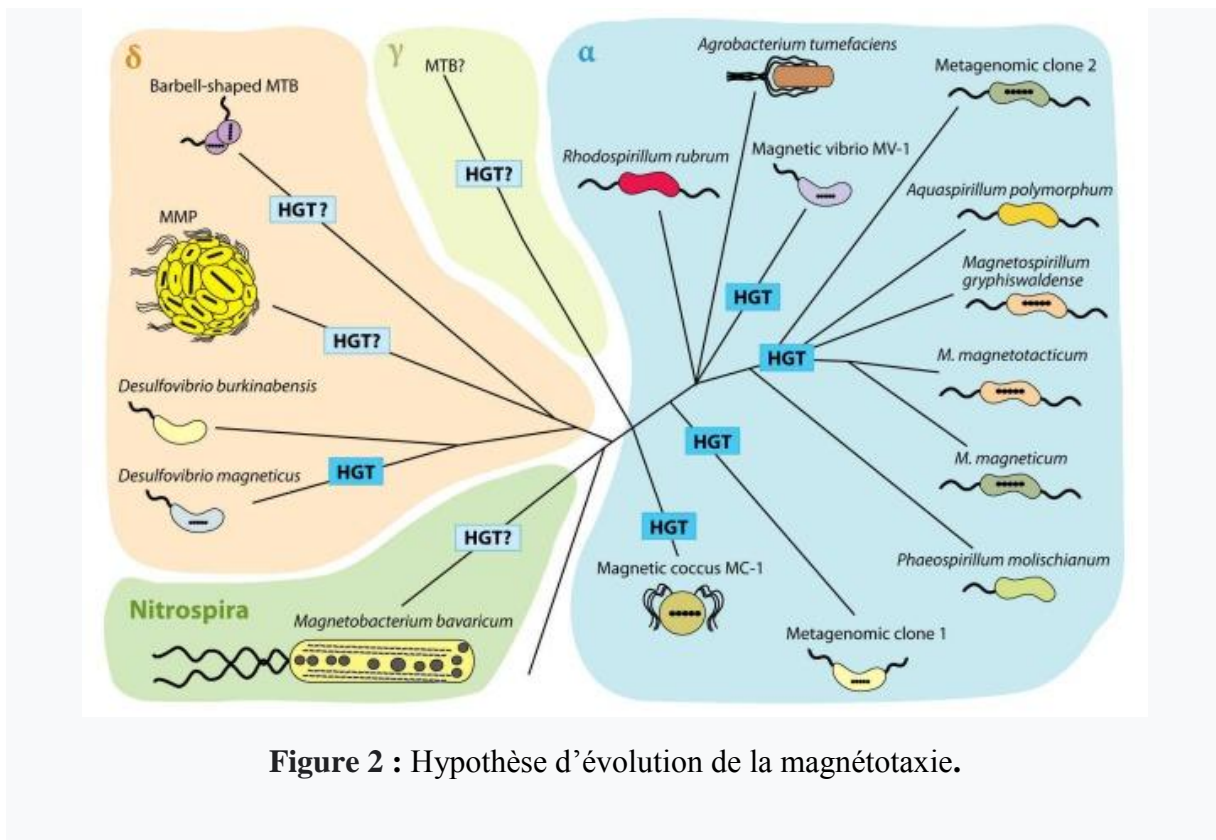 δ
Barbell-shaped MTB
HGT?
MMP
HGT?
Desulfovibrio burkinabensis
Desulfovibrio magneticus
HGT
γ
MTB?
HGT?
α
Agrobacterium tumefaciens
Metagenomic clone 2
Rhodospirillum rubrum
Magnetic vibrio MV-1
Aquaspirillum polymorphum
Magnetospirillum
gryphiswaldense
HGT
HGT
M. magnetotacticum
HGT
M. magneticum
HGT
Magnetic coccus MC-1
Phaeospirillum molischianum
Metagenomic clone 1
Nitrospira
HGT?
Magnetobacterium bavaricum
Figure 2 : Hypothèse d’évolution de la magnétotaxie.